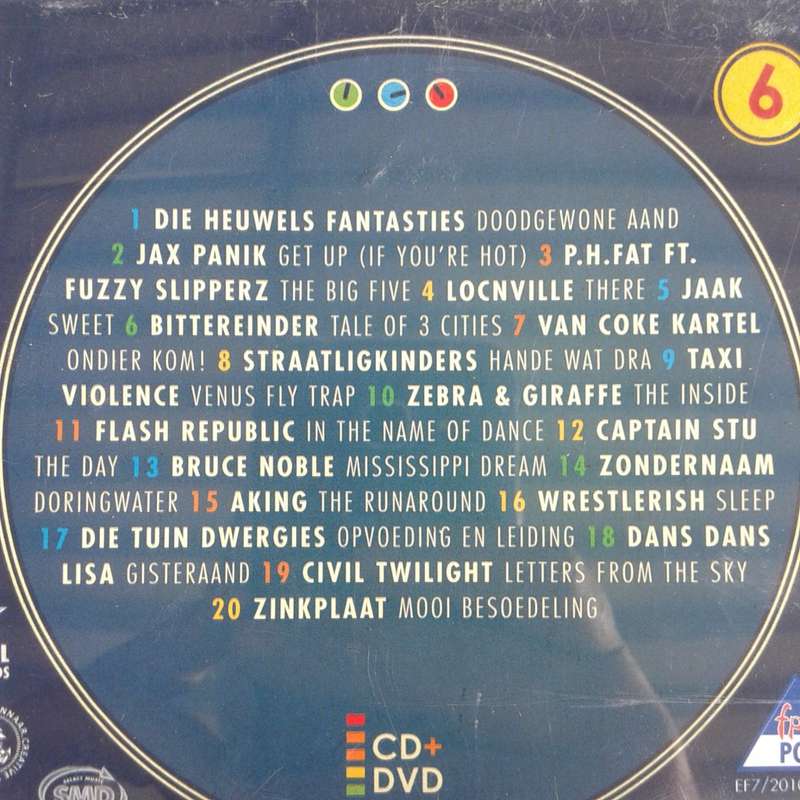 6
1 DIE HEUWELS FANTASTIES DOODGEWONE AAND
2 JAX PANIK GET UP (IF YOU'RE HOT) 3 P.H.FAT FT.
FUZZY SLIPPERZ THE BIG FIVE 4 LOCNVILLE THERE 5 JAAK
SWEET 6 BITTEREINDER TALE OF 3 CITIES 7 VAN COKE KARTEL
ONDIER KOM! 8 STRAATLIGKINDERS HANDE WAT DRA 9 TAXI
VIOLENCE VENUS FLY TRAP 10 ZEBRA & GIRAFFE THE INSIDE
11 FLASH REPUBLIC IN THE NAME OF DANCE 12 CAPTAIN STU
THE DAY 13 BRUCE NOBLE MISSISSIPPI DREAM 14 ZONDERNAAM
DORINGWATER 15 AKING THE RUNAROUND 16 WRESTLERISH SLEEP
17 DIE TUIN DWERGIES OPVOEDING EN LEIDING 18 DANS DANS
LISA GISTERAAND 19 CIVIL TWILIGHT LETTERS FROM THE SKY
20 ZINKPLAAT MOOI BESOEDELING
CD+
DVD
SELECT MUSIC
SMD
EF7/2010